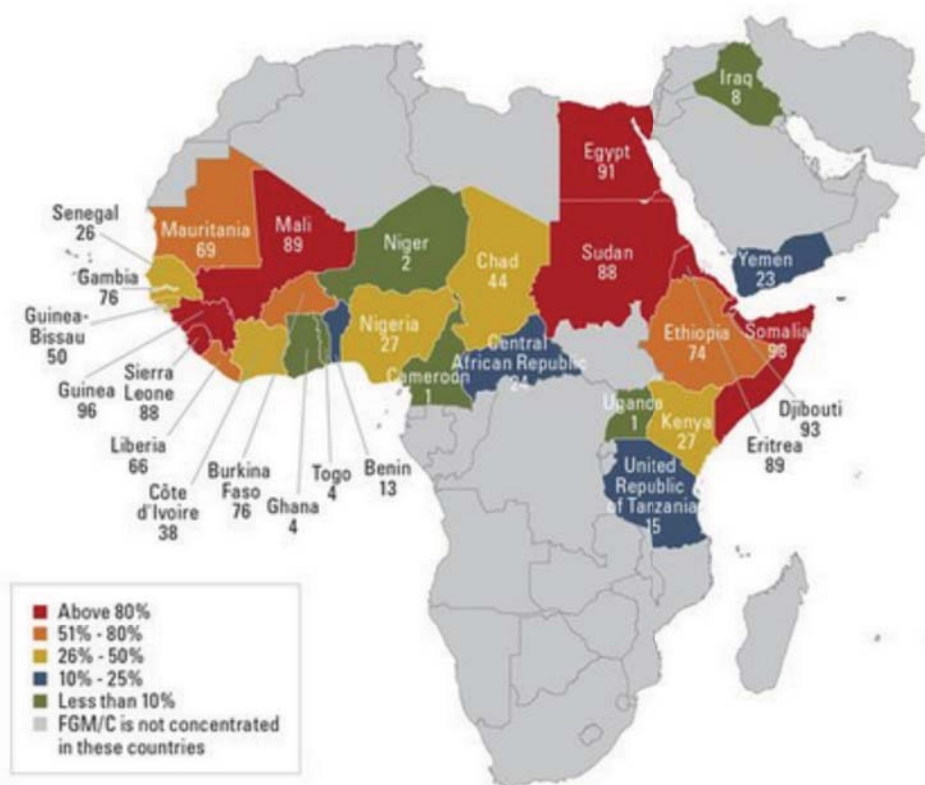 Iraq
8
Egypt
91
Senegal
26
Mauritania
69
Mali
89
Niger
2
Chad
44
Sudan
88
Yemen
23
Gambia
76
Guinea-
Bissau
50
Nigeria
27
Central
African Republic
24
Ethiopia
74
Somalia
98
Guinea
96
Sierra
Leone
88
Cameroon
1
Uganda
1
Kenya
27
Djibouti
93
Eritrea
89
Liberia
66
Côte
d'Ivoire
38
Burkina
Faso
76
Ghana
4
Togo
4
Benin
13
United
Republic
of Tanzania
15
Above 80%
51% - 80%
26% - 50%
10% - 25%
Less than 10%
FGM/C is not concentrated
in these countries